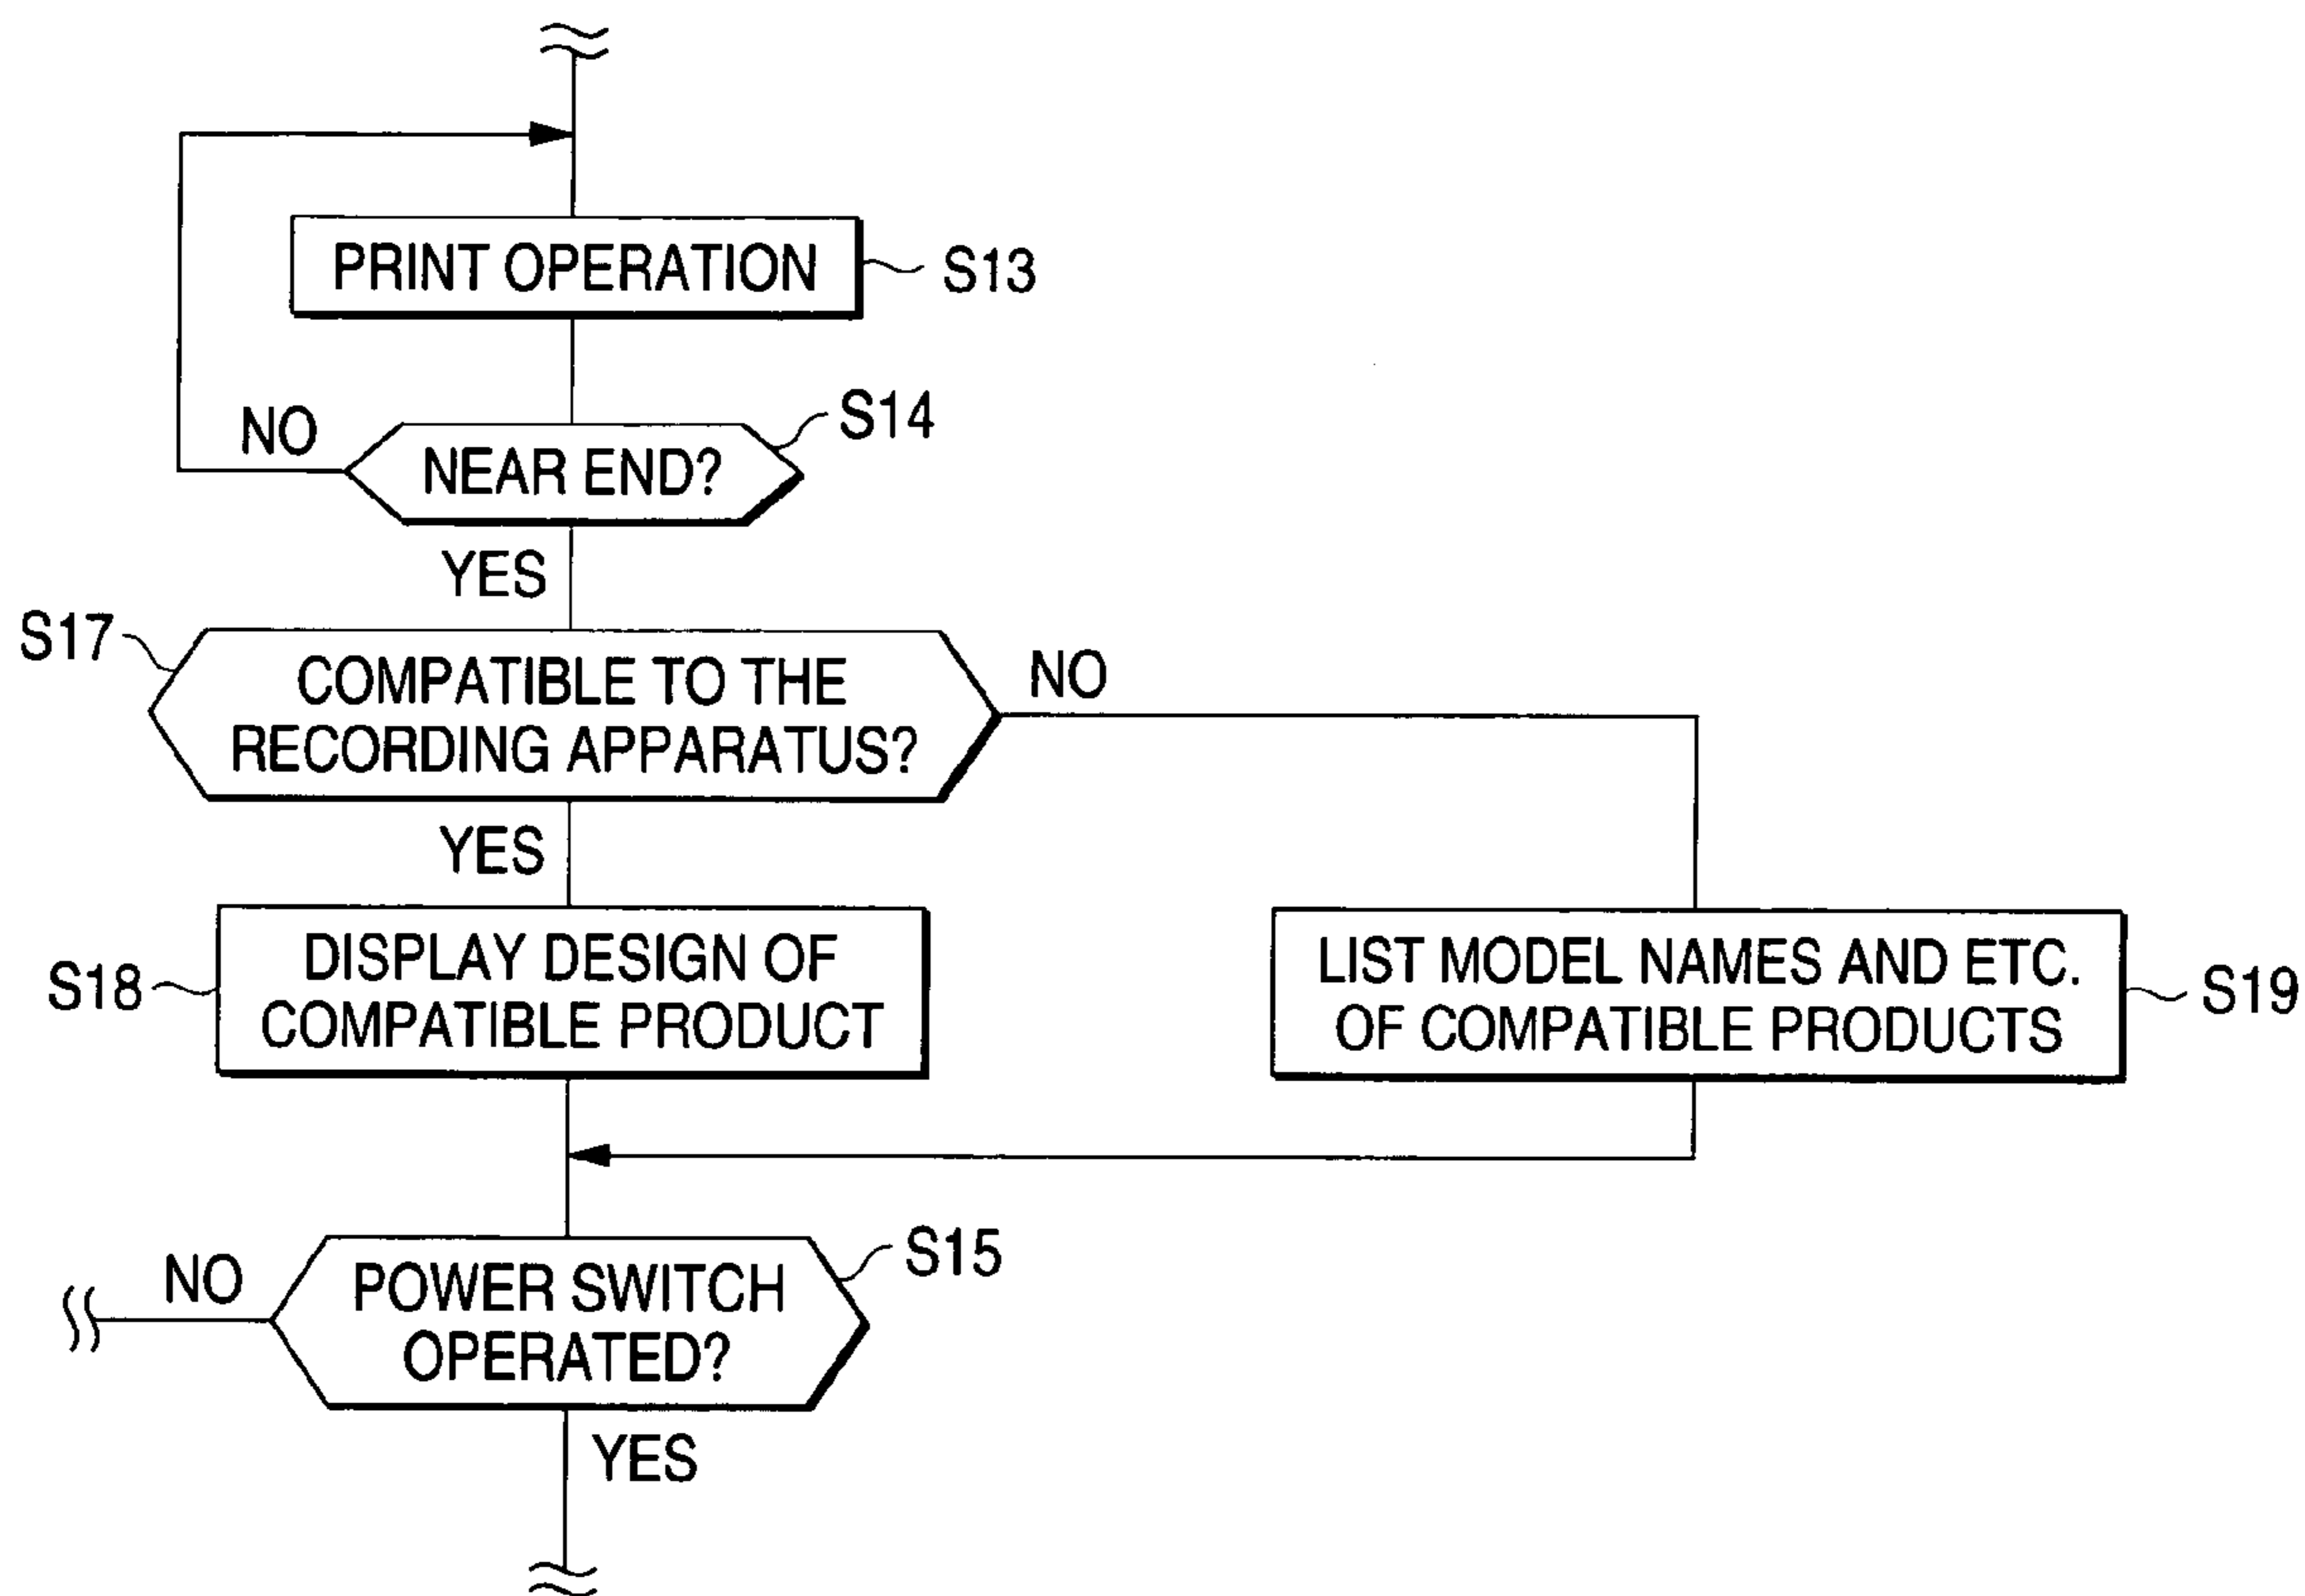 PRINT OPERATION
S13
NO
NEAR END?
S14
YES
S17
COMPATIBLE TO THE
RECORDING APPARATUS?
NO
YES
S18
DISPLAY DESIGN OF
COMPATIBLE PRODUCT
LIST MODEL NAMES AND ETC.
OF COMPATIBLE PRODUCTS
S19
NO
POWER SWITCH
OPERATED?
S15
YES